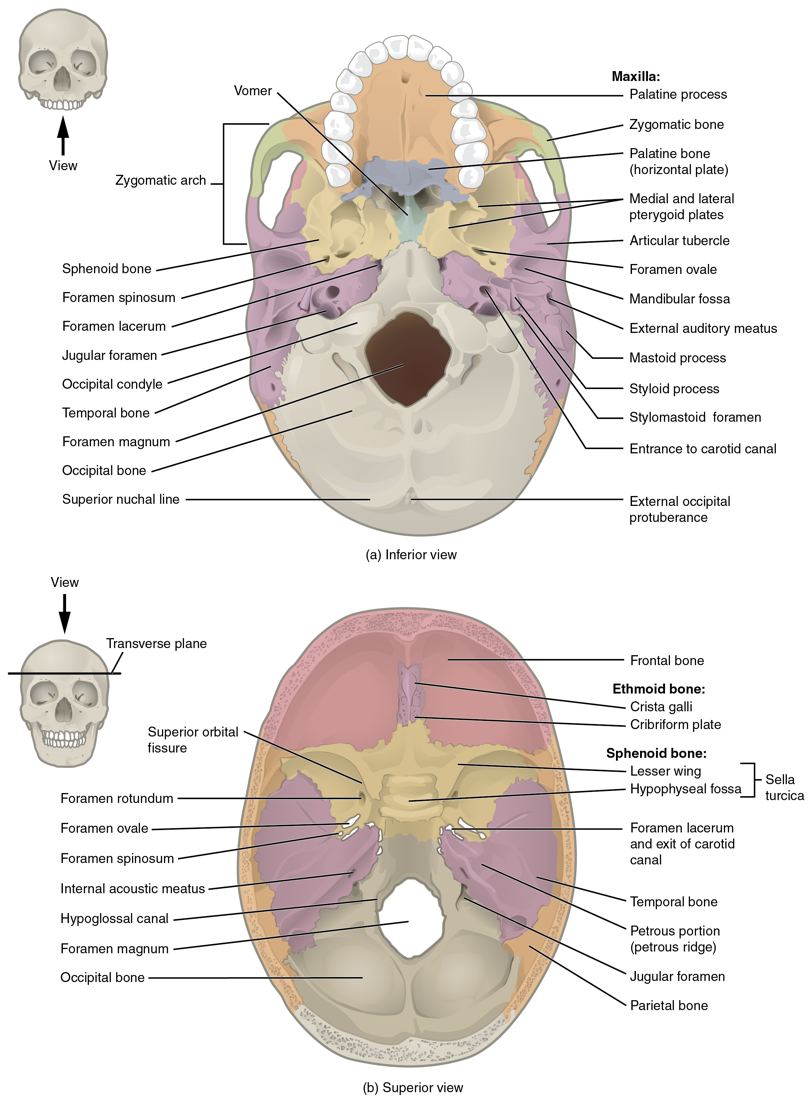 View
Vomer
Zygomatic arch
Sphenoid bone
Foramen spinosum
Foramen lacerum
Jugular foramen
Occipital condyle
Temporal bone
Foramen magnum
Occipital bone
Superior nuchal line
Maxilla:
Palatine process
Zygomatic bone
Palatine bone
(horizontal plate)
Medial and lateral
pterygoid plates
Articular tubercle
Foramen ovale
Mandibular fossa
External auditory meatus
Mastoid process
Styloid process
Stylomastoid foramen
Entrance to carotid canal
External occipital
protuberance
(a) Inferior view
View
Transverse plane
Superior orbital
fissure
Foramen rotundum
Foramen ovale
Foramen spinosum
Internal acoustic meatus
Hypoglossal canal
Foramen magnum
Occipital bone
Frontal bone
Ethmoid bone:
Crista galli
Cribriform plate
Sphenoid bone:
Lesser wing
Hypophyseal fossa
Sella
turcica
Foramen lacerum
and exit of carotid
canal
Temporal bone
Petrous portion
(petrous ridge)
Jugular foramen
Parietal bone
(b) Superior view